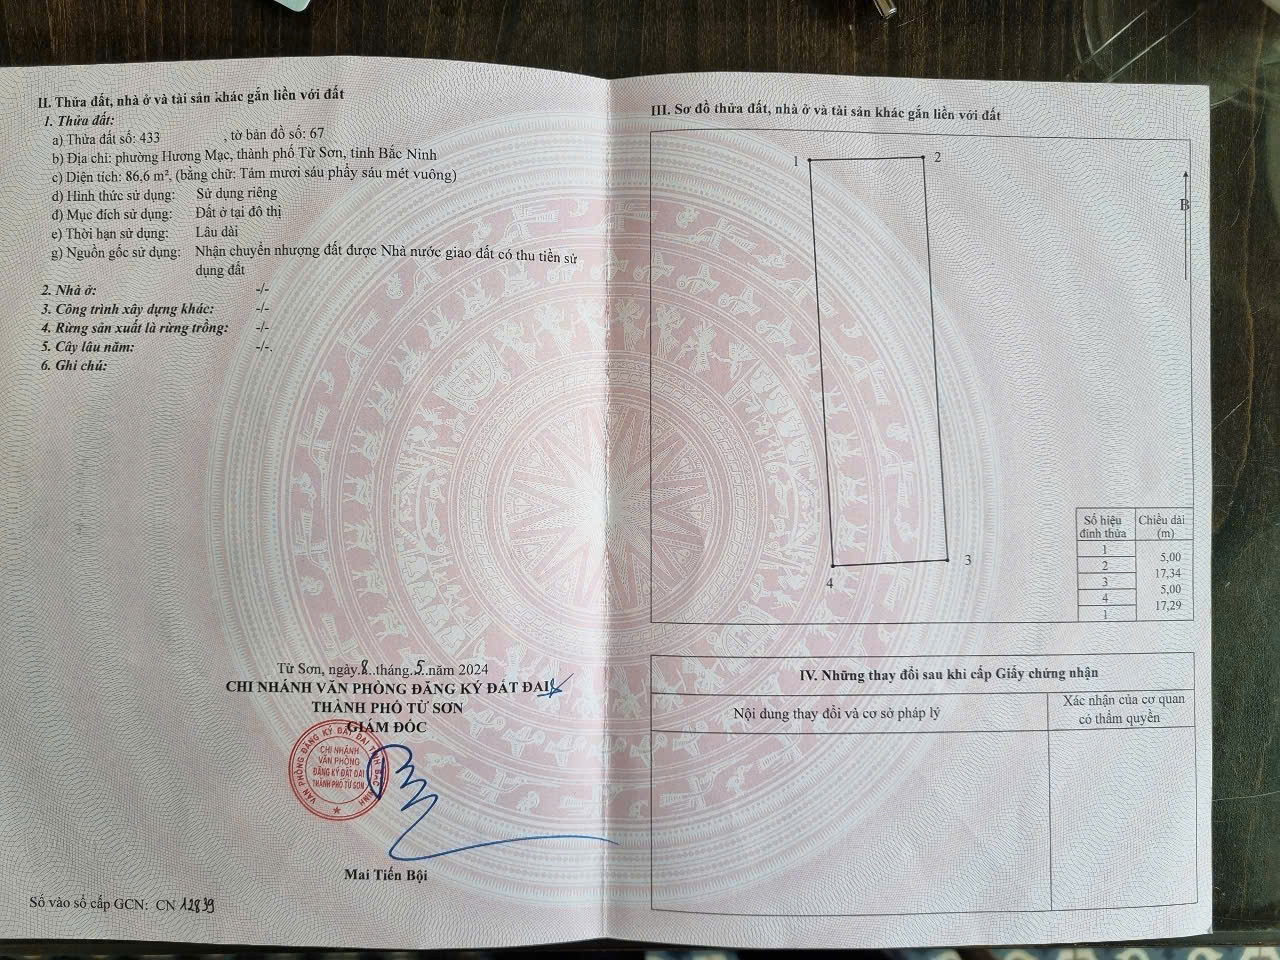 II. Thửa đất, nhà ở và tài sản khác gắn liền với đất
1. Thửa đất:
a) Thửa đất số: 433 , tờ bản đồ số: 67
b) Địa chỉ: phường Hương Mạc, thành phố Từ Sơn, tỉnh Bắc Ninh
c) Diện tích: 86.6 m², (bằng chữ: Tám mươi sáu phẩy sáu mét vuông)
d) Hình thức sử dụng: Sử dụng riêng
đ) Mục đích sử dụng: Đất ở tại đô thị
e) Thời hạn sử dụng: Lâu dài
g) Nguồn gốc sử dụng: Nhận chuyển nhượng đất được Nhà nước giao đất có thu tiền sử
dụng đất
2. Nhà ở: -/-
3. Công trình xây dựng khác: -/-
4. Rừng sản xuất là rừng trồng: -/-
5. Cây lâu năm: -/-.
6. Ghi chú:
Từ Sơn, ngày.8..tháng.5..năm 2024
CHI NHÁNH VĂN PHÒNG ĐĂNG KÝ ĐẤT ĐAI
THÀNH PHỐ TỪ SƠN
GIÁM ĐỐC
VĂN PHÒNG ĐĂNG KÝ ĐẤT ĐAI TỈNH BẮC NINH
CHI NHÁNH
VĂN PHÒNG
ĐĂNG KÝ ĐẤT ĐAI
THÀNH PHỐ TỪ SƠN
Mai Tiến Bội
Số vào sổ cấp GCN: CN 12839
III. Sơ đồ thửa đất, nhà ở và tài sản khác gắn liền với đất
1
2
B
3
4
Số hiệu đỉnh thửa
Chiều dài (m)
1
5,00
2
17,34
3
5,00
4
17,29
1
IV. Những thay đổi sau khi cấp Giấy chứng nhận
Nội dung thay đổi và cơ sở pháp lý
Xác nhận của cơ quan
có thẩm quyền